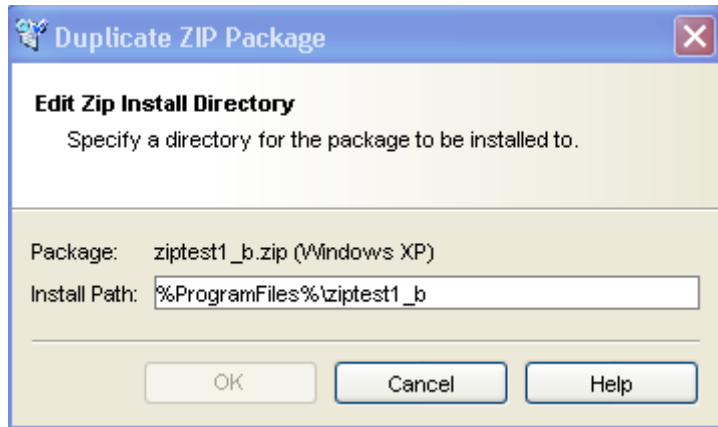 Duplicate ZIP Package
Edit Zip Install Directory
Specify a directory for the package to be installed to.
Package: ziptest1_b.zip (Windows XP)
Install Path: %ProgramFiles%\ziptest1_b
OK Cancel Help